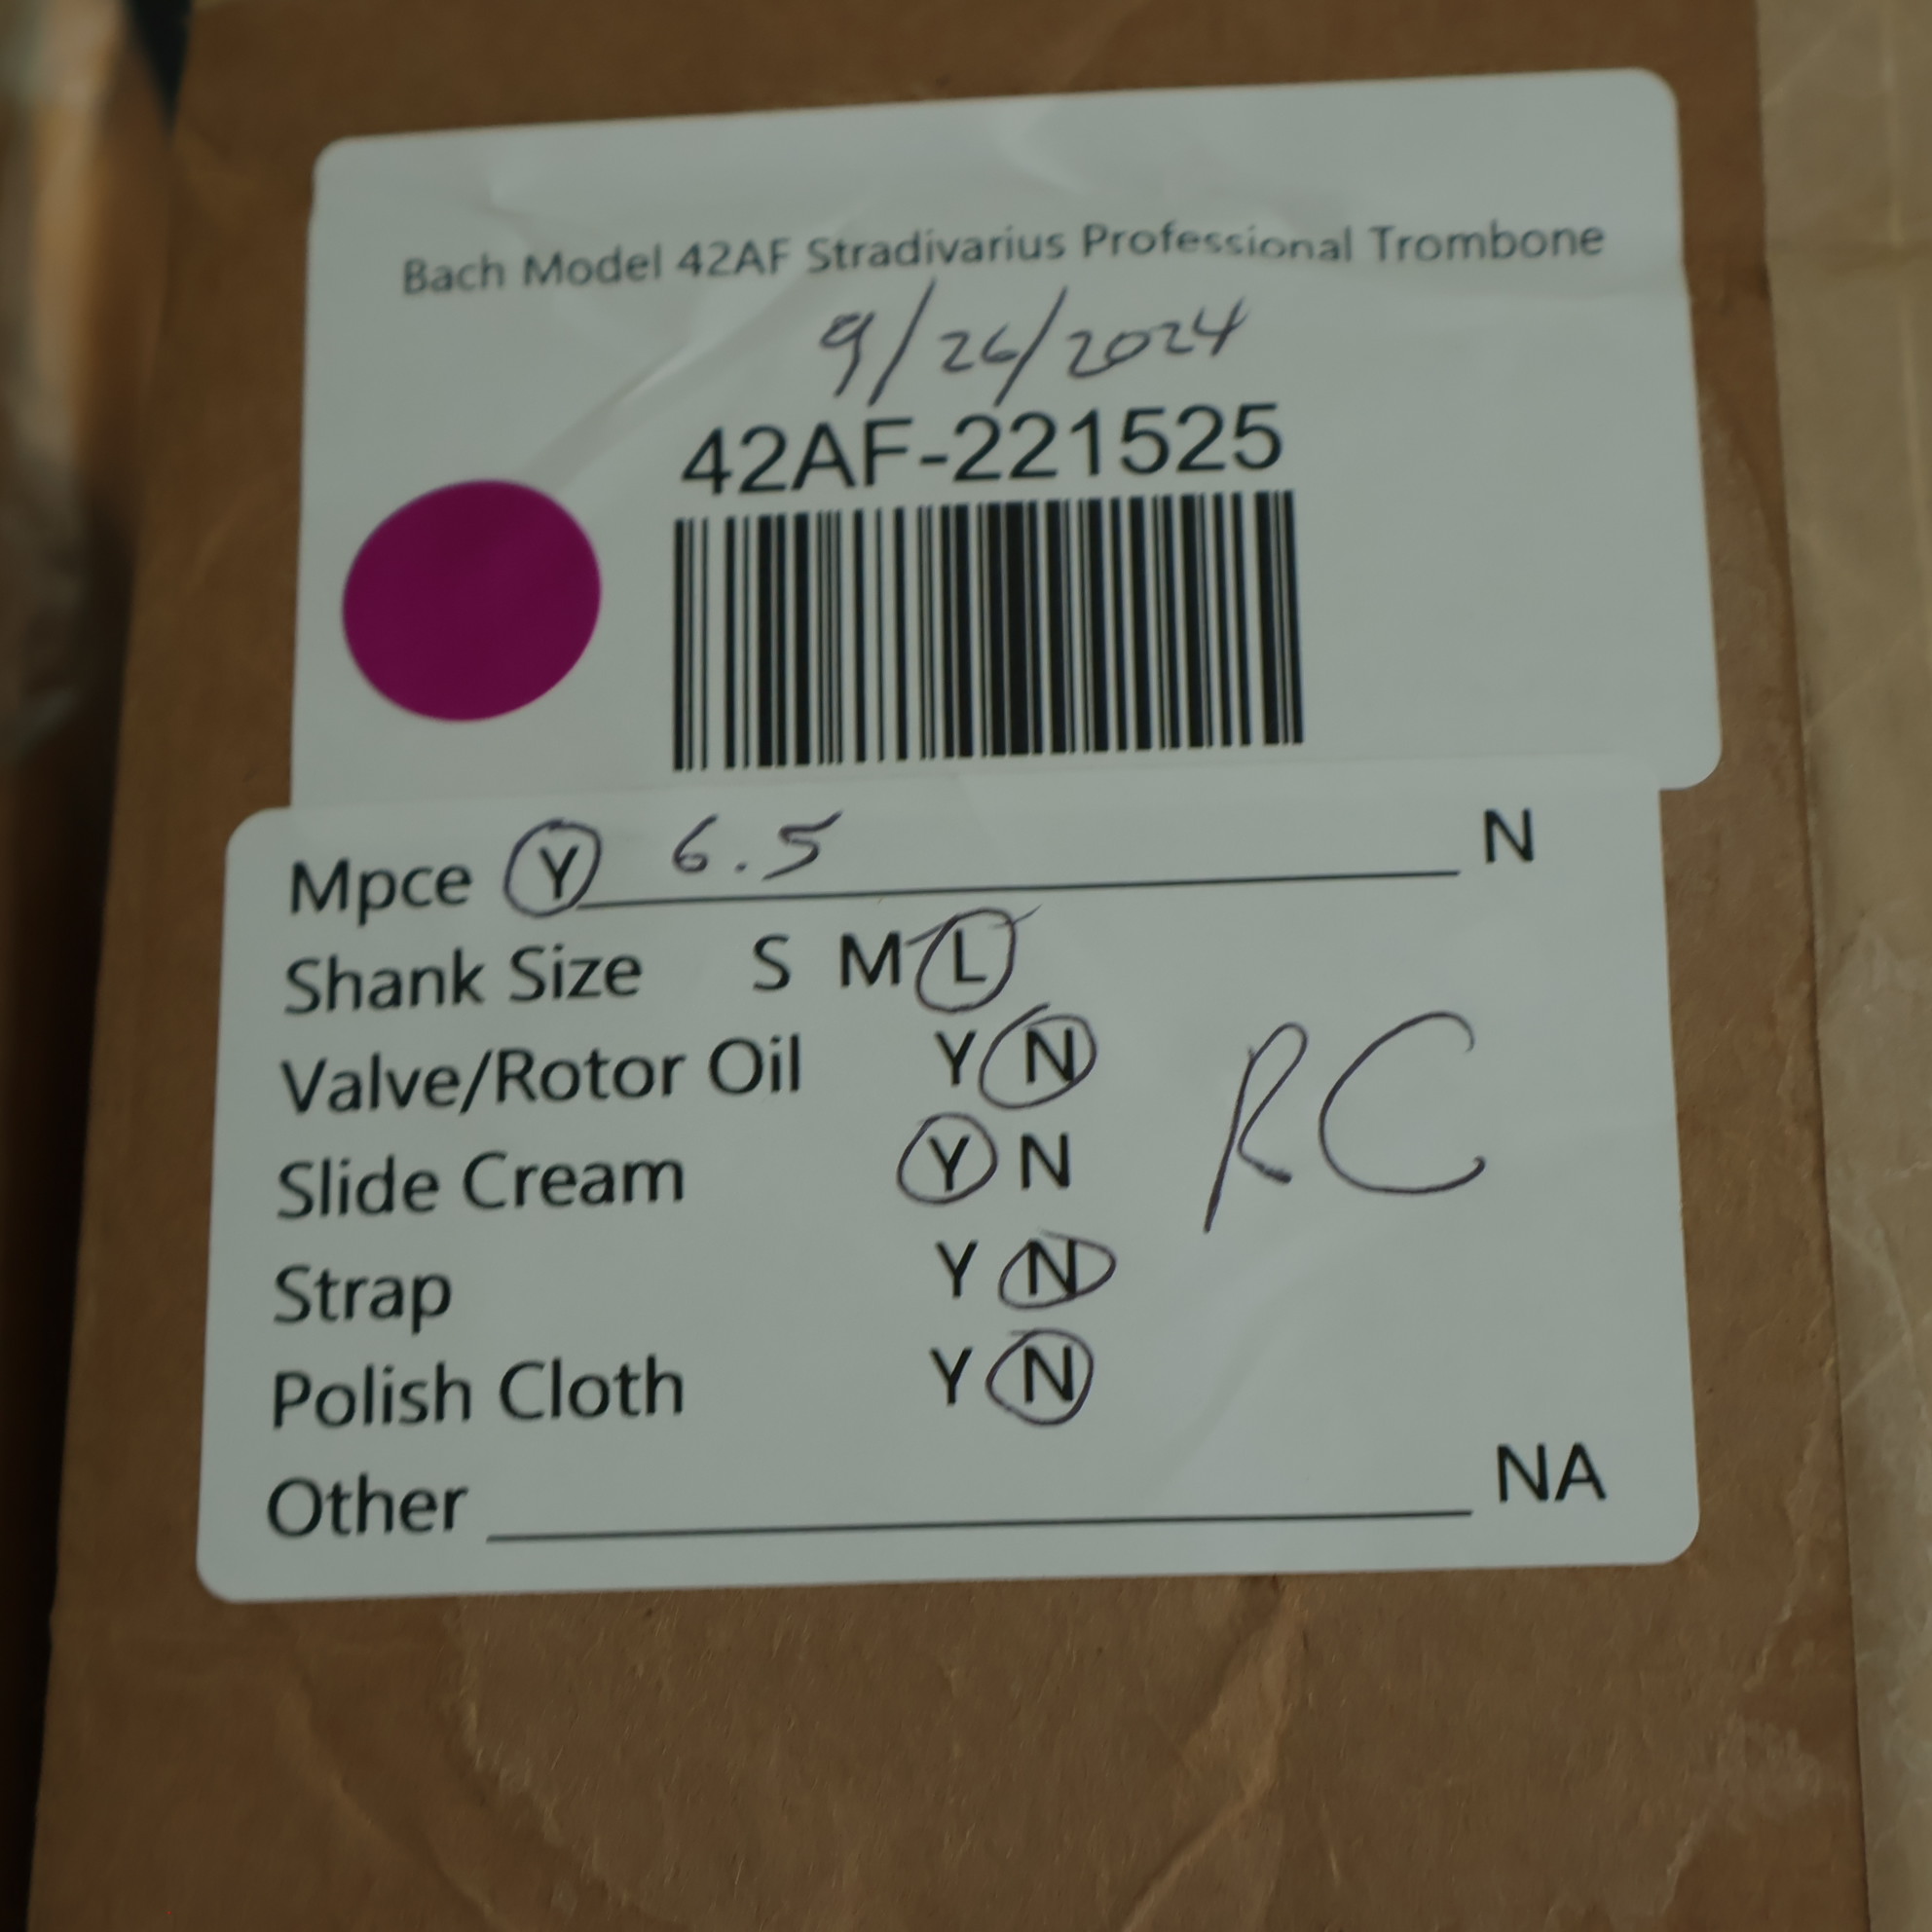 Bach Model 42AF Stradivarius Professional Trombone
9/26/2024
42AF-221525
Mpce Y 6.5 N
Shank Size S M L
Valve/Rotor Oil Y N
RC
Slide Cream Y N
Strap Y N
Polish Cloth Y N
Other NA